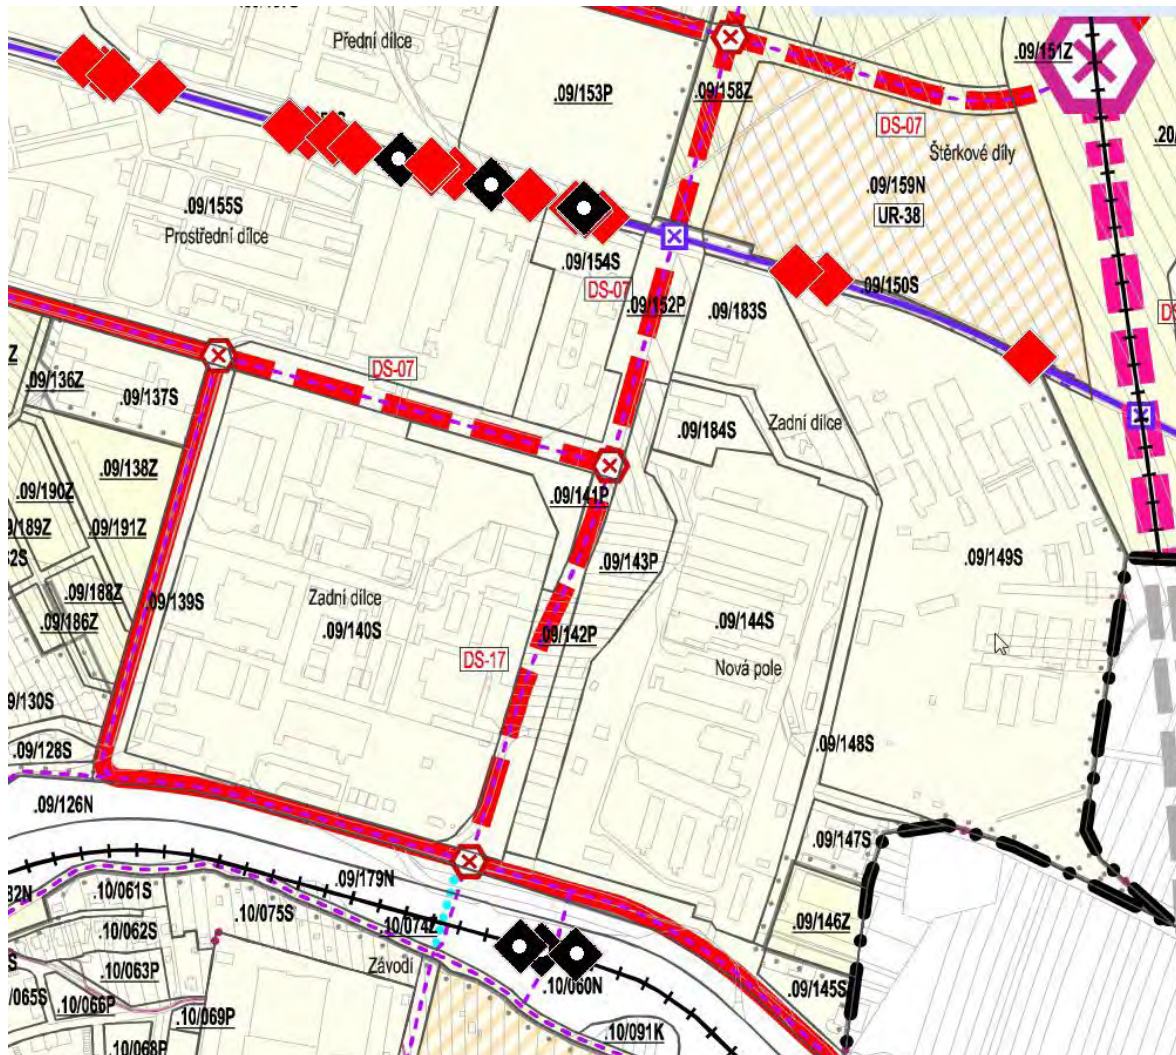 Přední dílce
.09/151Z
.09/153P
.09/158Z
DS-07
Štěrkové díly
.09/159N
UR-38
.09/155S
Prostřední dílce
.09/154S
DS-07
.09/152P
.09/150S
.09/183S
DS-07
.09/136Z
.09/137S
.09/184S
Zadní dílce
.09/138Z
.09/190Z
.09/141P
.09/191Z
.09/143P
.09/149S
.09/188Z
.09/139S
Zadní dílce
.09/186Z
.09/140S
.09/144S
.09/142P
DS-17
Nová pole
.09/128S
.09/148S
.09/126N
.09/147S
.09/179N
.10/061S
.10/075S
.10/074Z
.09/146Z
.10/062S
Závodí
.10/063P
.10/060N
.09/145S
.10/066P
.10/069P
.10/091K
.10/068P